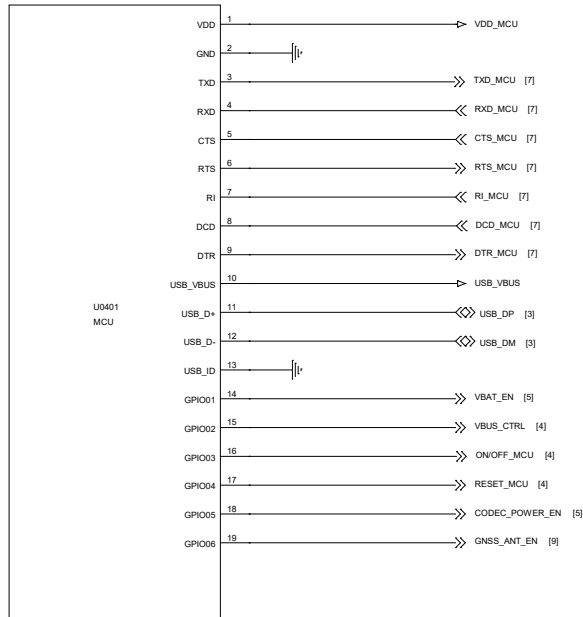 VDD 1 VDD_MCU
GND 2
TXD 3 TXD_MCU [7]
RXD 4 RXD_MCU [7]
CTS 5 CTS_MCU [7]
RTS 6 RTS_MCU [7]
RI 7 RI_MCU [7]
DCD 8 DCD_MCU [7]
DTR 9 DTR_MCU [7]
USB_VBUS 10 USB_VBUS
U0401
MCU
USB_D+ 11 USB_DP [3]
USB_D- 12 USB_DM [3]
USB_ID 13
GPIO01 14 VBAT_EN [5]
GPIO02 15 VBUS_CTRL [4]
GPIO03 16 ON/OFF_MCU [4]
GPIO04 17 RESET_MCU [4]
GPIO05 18 CODEC_POWER_EN [5]
GPIO06 19 GNSS_ANT_EN [9]